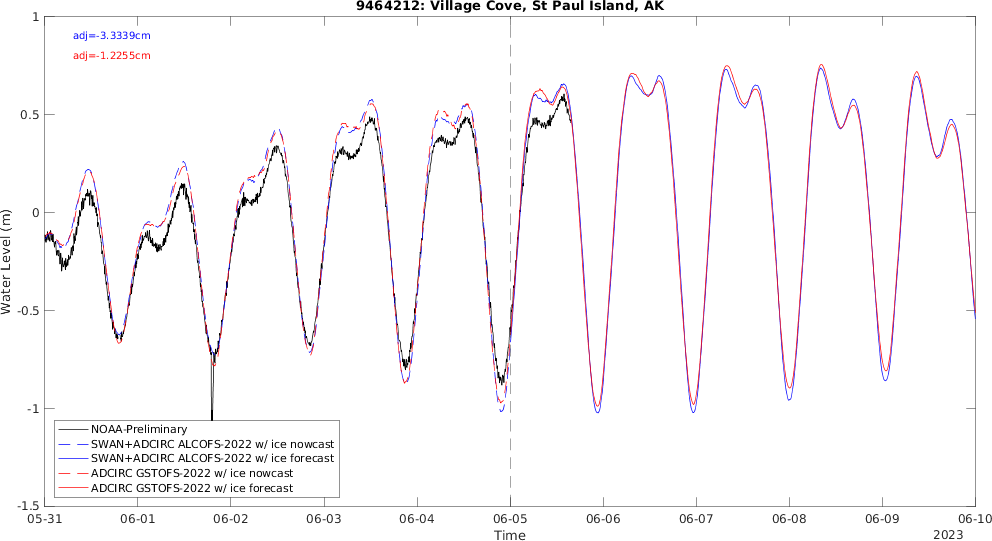 9464212: Village Cove, St Paul Island, AK
adj=-3.3339cm
adj=-1.2255cm
1
0.5
0
-0.5
-1
-1.5
Water Level (m)
NOAA-Preliminary
SWAN+ADCIRC ALCOFS-2022 w/ ice nowcast
SWAN+ADCIRC ALCOFS-2022 w/ ice forecast
ADCIRC GSTOFS-2022 w/ ice nowcast
ADCIRC GSTOFS-2022 w/ ice forecast
05-31 06-01 06-02 06-03 06-04 06-05 06-06 06-07 06-08 06-09 06-10
Time
2023